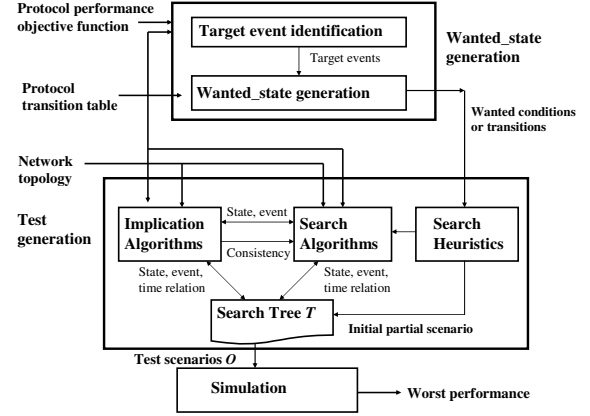 Protocol performance
objective function
Target event identification
Target events
Wanted_state
generation
Protocol
transition table
Wanted_state generation
Wanted conditions
or transitions
Network
topology
Test
generation
Implication
Algorithms
State, event
Consistency
Search
Algorithms
Search
Heuristics
State, event,
time relation
State, event,
time relation
Search Tree T
Initial partial scenario
Test scenarios O
Simulation
Worst performance